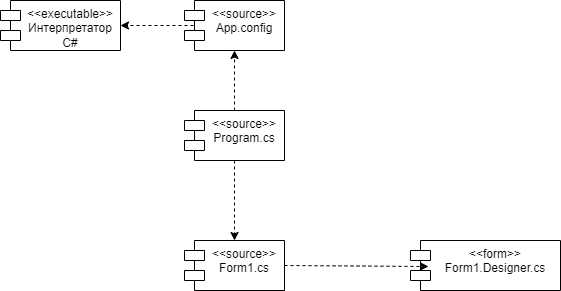 <<executable>>
Интерпретатор
C#
<<source>>
App.config
<<source>>
Program.cs
<<source>>
Form1.cs
<<form>>
Form1.Designer.cs